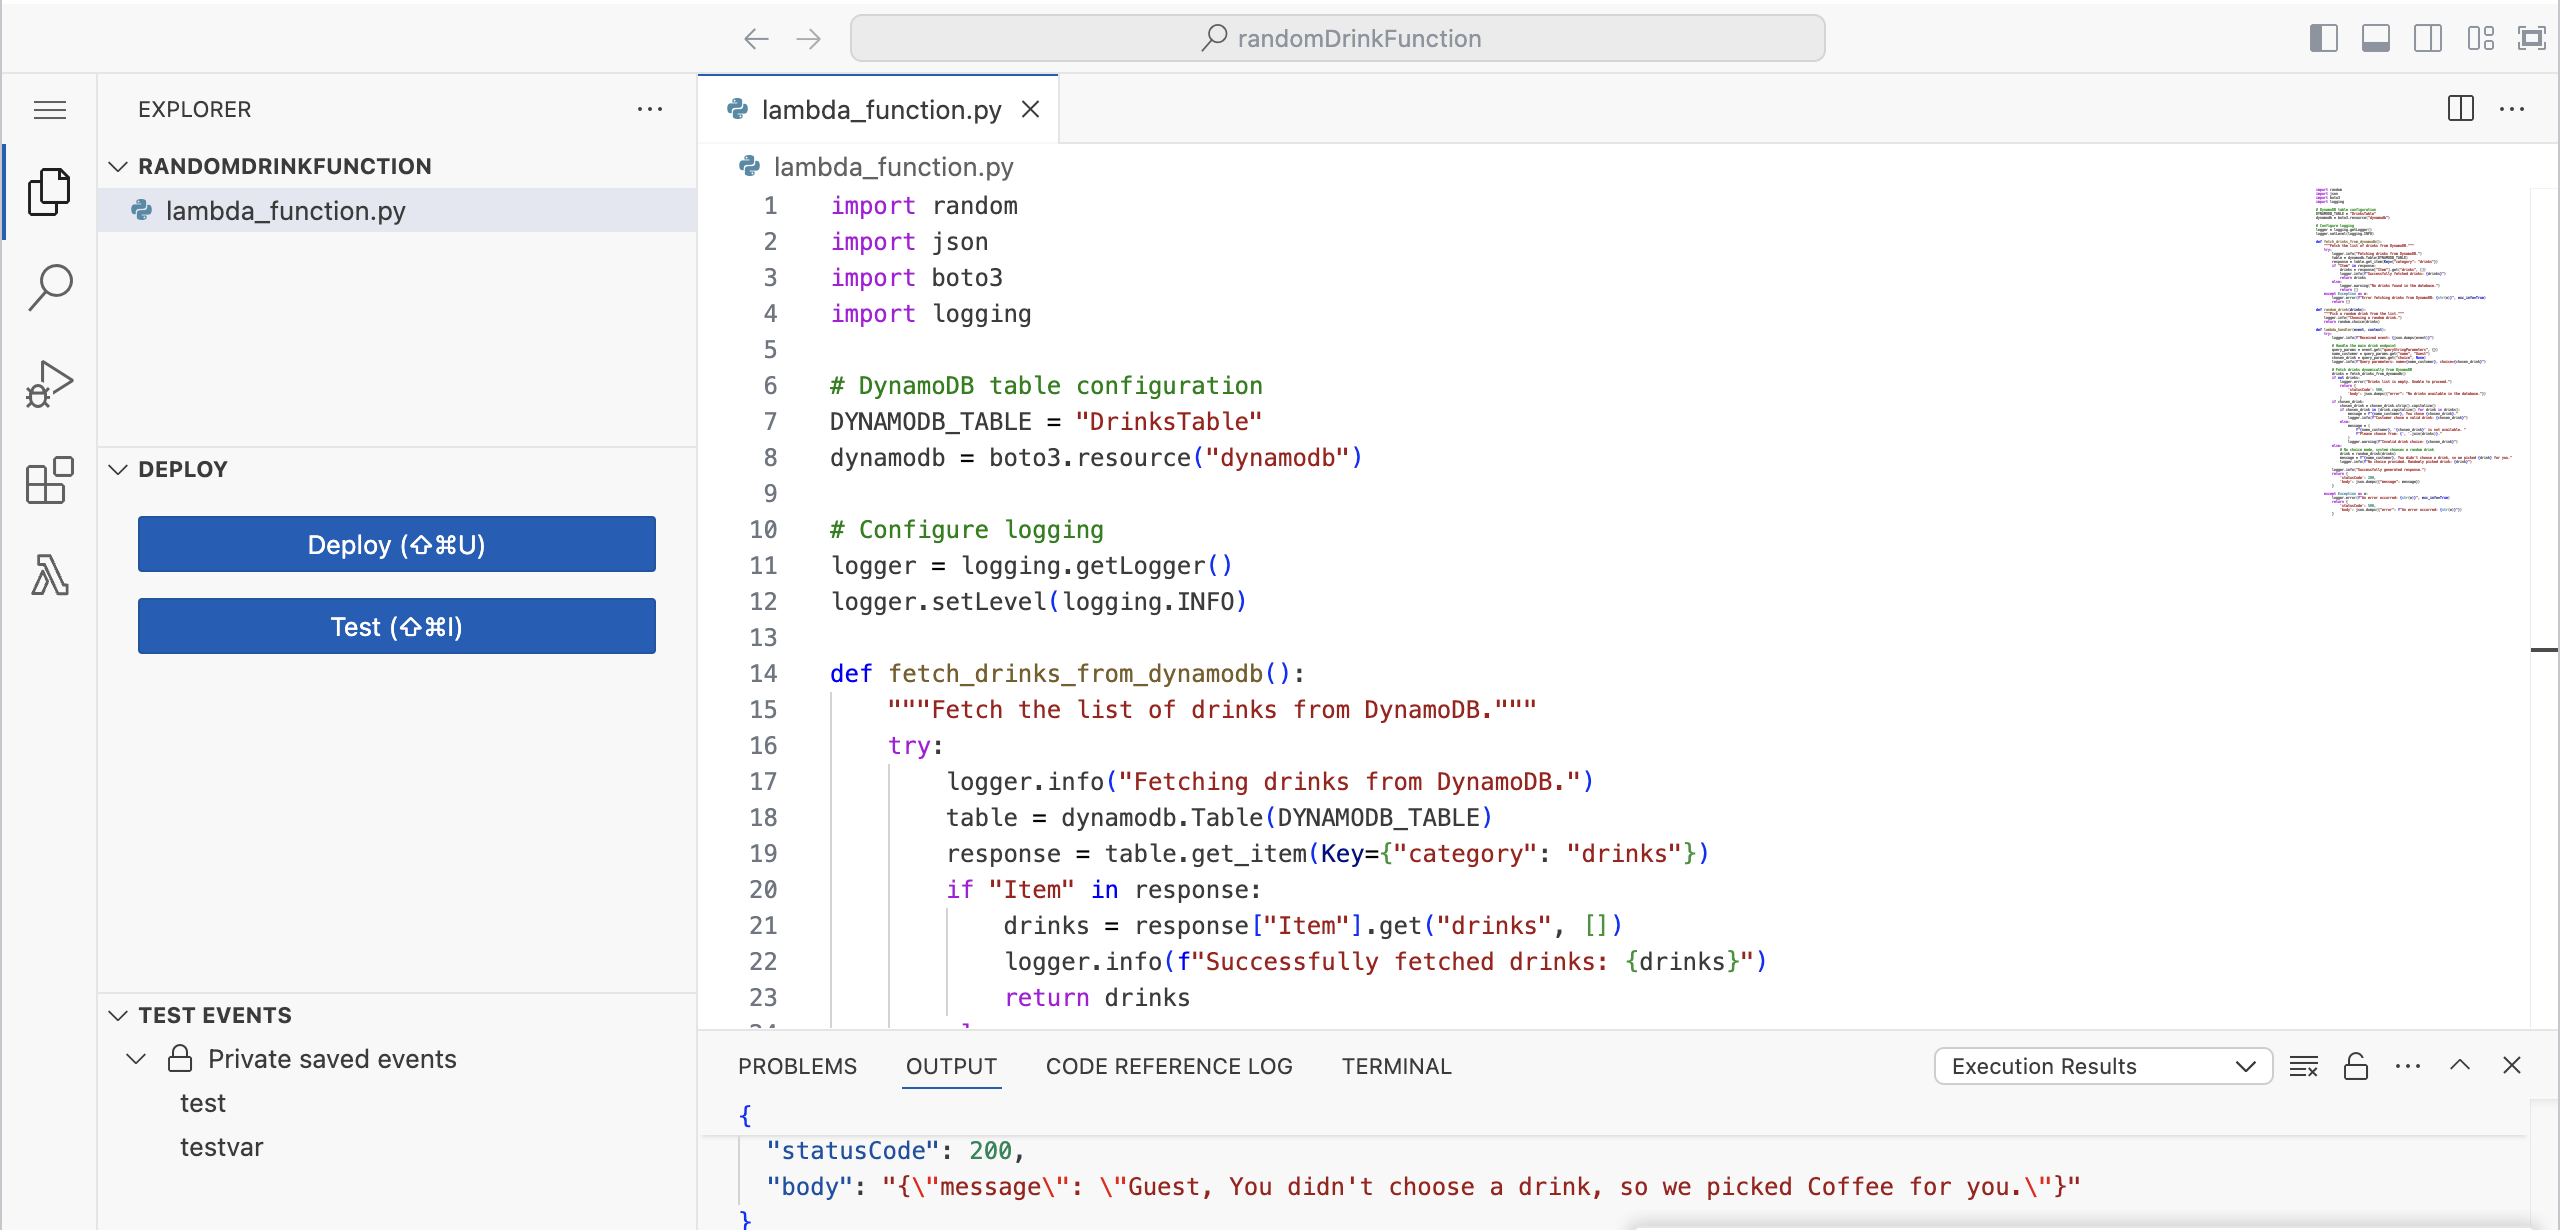 randomDrinkFunction
EXPLORER
RANDOMDRINKFUNCTION
lambda_function.py
DEPLOY
Deploy (⇧⌘U)
Test (⇧⌘I)
TEST EVENTS
Private saved events
test
testvar
lambda_function.py
lambda_function.py
1 import random
2 import json
3 import boto3
4 import logging
5
6 # DynamoDB table configuration
7 DYNAMODB_TABLE = "DrinksTable"
8 dynamodb = boto3.resource("dynamodb")
9
10 # Configure logging
11 logger = logging.getLogger()
12 logger.setLevel(logging.INFO)
13
14 def fetch_drinks_from_dynamodb():
15 """Fetch the list of drinks from DynamoDB."""
16 try:
17 logger.info("Fetching drinks from DynamoDB.")
18 table = dynamodb.Table(DYNAMODB_TABLE)
19 response = table.get_item(Key={"category": "drinks"})
20 if "Item" in response:
21 drinks = response["Item"].get("drinks", [])
22 logger.info(f"Successfully fetched drinks: {drinks}")
23 return drinks
PROBLEMS
OUTPUT
CODE REFERENCE LOG
TERMINAL
Execution Results
{
"statusCode": 200,
"body": "{\"message\": \"Guest, You didn't choose a drink, so we picked Coffee for you.\"}"
}